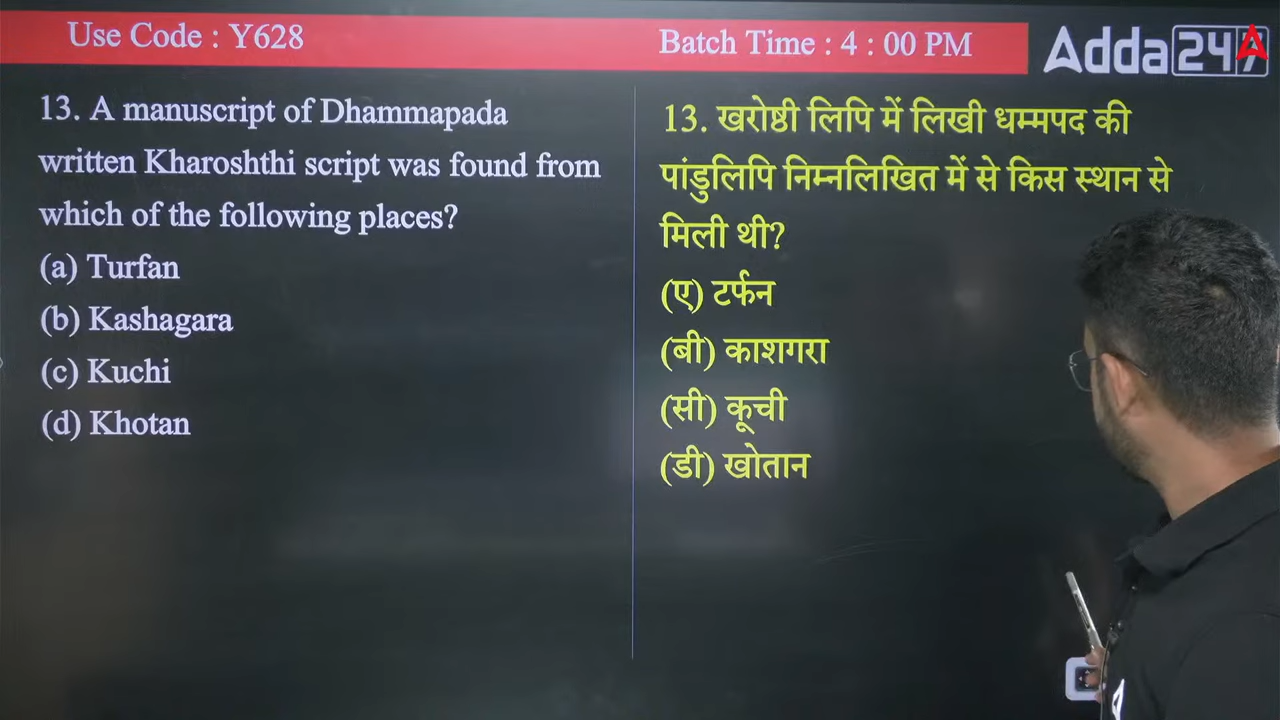 Use Code : Y628
Batch Time : 4 : 00 PM
Adda247
13. A manuscript of Dhammapada
written Kharoshthi script was found from
which of the following places?
(a) Turfan
(b) Kashagara
(c) Kuchi
(d) Khotan
13. खरोष्ठी लिपि में लिखी धम्मपद की
पांडुलिपि निम्नलिखित में से किस स्थान से
मिली थी?
(ए) टर्फन
(बी) काशगरा
(सी) कूची
(डी) खोतान